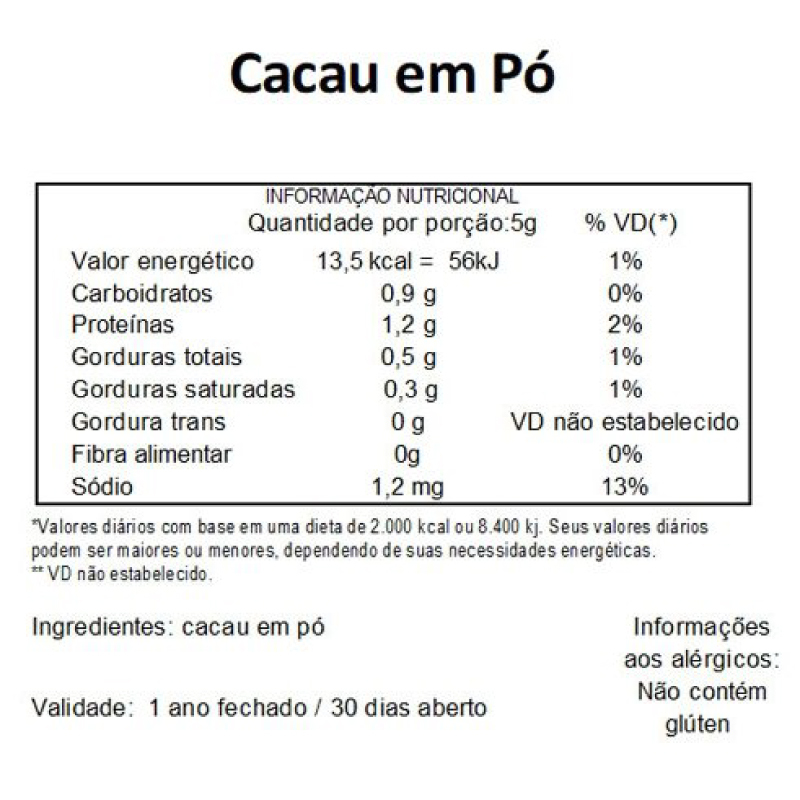 Cacau em Pó
INFORMAÇÃO NUTRICIONAL
Quantidade por porção:5g % VD(*)
Valor energético 13,5 kcal = 56kJ 1%
Carboidratos 0,9 g 0%
Proteínas 1,2 g 2%
Gorduras totais 0,5 g 1%
Gorduras saturadas 0,3 g 1%
Gordura trans 0 g VD não estabelecido
Fibra alimentar 0g 0%
Sódio 1,2 mg 13%
*Valores diários com base em uma dieta de 2.000 kcal ou 8.400 kj. Seus valores diários
podem ser maiores ou menores, dependendo de suas necessidades energéticas.
** VD não estabelecido.
Ingredientes: cacau em pó
Validade: 1 ano fechado / 30 dias aberto
Informações
aos alérgicos:
Não contém
glúten